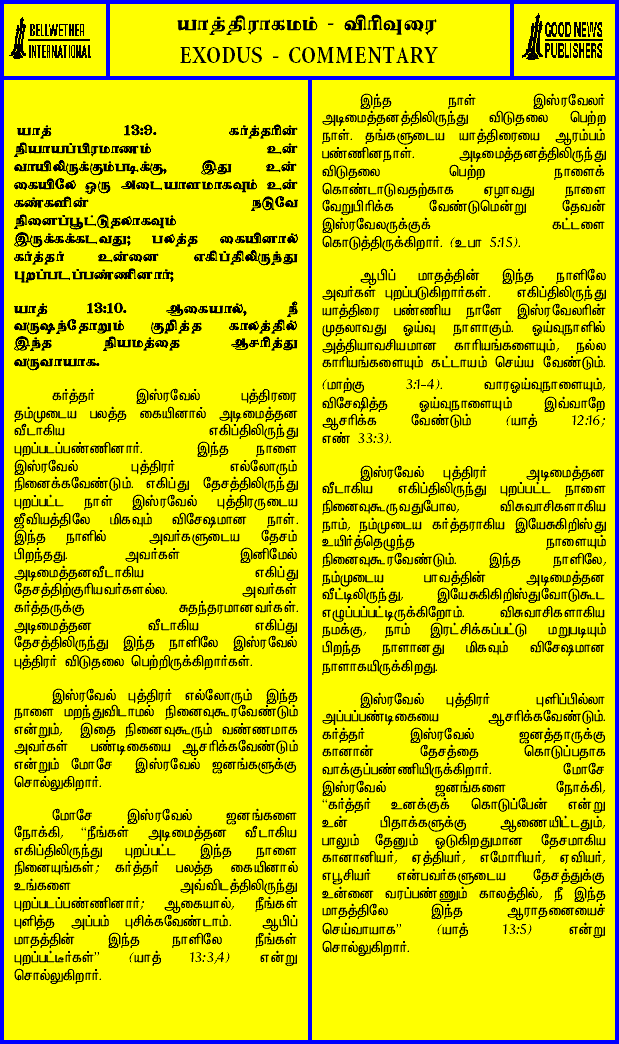 BELLWETHER
INTERNATIONAL
யாத்திராகமம் - விரிவுரை
EXODUS - COMMENTARY
GOOD NEWS
PUBLISHERS
யாத் 13:9. கர்த்தரின்
நியாயப்பிரமாணம் உன்
வாயிலிருக்கும்படிக்கு, இது உன்
கையிலே ஒரு அடையாளமாகவும் உன்
கண்களின் நடுவே
நினைப்பூட்டுதலாகவும்
இருக்கக்கடவது; பலத்த கையினால்
கர்த்தர் உன்னை எகிப்திலிருந்து
புறப்படப்பண்ணினார்;
யாத் 13:10. ஆகையால், நீ
வருஷந்தோறும் குறித்த காலத்தில்
இந்த நியமத்தை ஆசரித்து
வருவாயாக.
கர்த்தர் இஸ்ரவேல் புத்திரரை
தம்முடைய பலத்த கையினால் அடிமைத்தன
வீடாகிய எகிப்திலிருந்து
புறப்படப்பண்ணினார். இந்த நாளை
இஸ்ரவேல் புத்திரர் எல்லோரும்
நினைக்கவேண்டும். எகிப்து தேசத்திலிருந்து
புறப்பட்ட நாள் இஸ்ரவேல் புத்திரருடைய
ஜீவியத்திலே மிகவும் விசேஷமான நாள்.
இந்த நாளில் அவர்களுடைய தேசம்
பிறந்தது. அவர்கள் இனிமேல்
அடிமைத்தனவீடாகிய எகிப்து
தேசத்திற்குரியவர்களல்ல. அவர்கள்
கர்த்தருக்கு சுதந்தரமானவர்கள்.
அடிமைத்தன வீடாகிய எகிப்து
தேசத்திலிருந்து இந்த நாளிலே இஸ்ரவேல்
புத்திரர் விடுதலை பெற்றிருக்கிறார்கள்.
இஸ்ரவேல் புத்திரர் எல்லோரும் இந்த
நாளை மறந்துவிடாமல் நினைவுகூரவேண்டும்
என்றும், இதை நினைவுகூரும் வண்ணமாக
அவர்கள் பண்டிகையை ஆசரிக்கவேண்டும்
என்றும் மோசே இஸ்ரவேல் ஜனங்களுக்கு
சொல்லுகிறார்.
மோசே இஸ்ரவேல் ஜனங்களை
நோக்கி, "நீங்கள் அடிமைத்தன வீடாகிய
எகிப்திலிருந்து புறப்பட்ட இந்த நாளை
நினையுங்கள்; கர்த்தர் பலத்த கையினால்
உங்களை அவ்விடத்திலிருந்து
புறப்படப்பண்ணினார்; ஆகையால், நீங்கள்
புளித்த அப்பம் புசிக்கவேண்டாம். ஆபிப்
மாதத்தின் இந்த நாளிலே நீங்கள்
புறப்பட்டீர்கள்" (யாத் 13:3,4) என்று
சொல்லுகிறார்.
இந்த நாள் இஸ்ரவேலர்
அடிமைத்தனத்திலிருந்து விடுதலை பெற்ற
நாள். தங்களுடைய யாத்திரையை ஆரம்பம்
பண்ணினநாள். அடிமைத்தனத்திலிருந்து
விடுதலை பெற்ற நாளைக்
கொண்டாடுவதற்காக ஏழாவது நாளை
வேறுபிரிக்க வேண்டுமென்று தேவன்
இஸ்ரவேலருக்குக் கட்டளை
கொடுத்திருக்கிறார். (உபா 5:15).
ஆபிப் மாதத்தின் இந்த நாளிலே
அவர்கள் புறப்படுகிறார்கள். எகிப்திலிருந்து
யாத்திரை பண்ணிய நாளே இஸ்ரவேலரின்
முதலாவது ஓய்வு நாளாகும். ஓய்வுநாளில்
அத்தியாவசியமான காரியங்களையும், நல்ல
காரியங்களையும் கட்டாயம் செய்ய வேண்டும்.
(மாற்கு 3:1-4). வாரஓய்வுநாளையும்,
விசேஷித்த ஓய்வுநாளையும் இவ்வாறே
ஆசரிக்க வேண்டும் (யாத் 12:16;
எண் 33:3).
இஸ்ரவேல் புத்திரர் அடிமைத்தன
வீடாகிய எகிப்திலிருந்து புறப்பட்ட நாளை
நினைவுகூருவதுபோல, விசுவாசிகளாகிய
நாம், நம்முடைய கர்த்தராகிய இயேசுகிறிஸ்து
உயிர்த்தெழுந்த நாளையும்
நினைவுகூரவேண்டும். இந்த நாளிலே,
நம்முடைய பாவத்தின் அடிமைத்தன
வீட்டிலிருந்து, இயேசுகிறிஸ்துவோடுகூட
எழுப்பப்பட்டிருக்கிறோம். விசுவாசிகளாகிய
நமக்கு, நாம் இரட்சிக்கப்பட்டு மறுபடியும்
பிறந்த நாளானது மிகவும் விசேஷமான
நாளாகயிருக்கிறது.
இஸ்ரவேல் புத்திரர் புளிப்பில்லா
அப்பப்பண்டிகையை ஆசரிக்கவேண்டும்.
கர்த்தர் இஸ்ரவேல் ஜனத்தாருக்கு
கானான் தேசத்தை கொடுப்பதாக
வாக்குப்பண்ணியிருக்கிறார். மோசே
இஸ்ரவேல் ஜனங்களை நோக்கி,
"கர்த்தர் உனக்குக் கொடுப்பேன் என்று
உன் பிதாக்களுக்கு ஆணையிட்டதும்,
பாலும் தேனும் ஓடுகிறதுமான தேசமாகிய
கானானியர், ஏத்தியர், எமோரியர், ஏவியர்,
எபூசியர் என்பவர்களுடைய தேசத்துக்கு
உன்னை வரப்பண்ணும் காலத்தில், நீ இந்த
மாதத்திலே இந்த ஆராதனையைச்
செய்வாயாக" (யாத் 13:5) என்று
சொல்லுகிறார்.